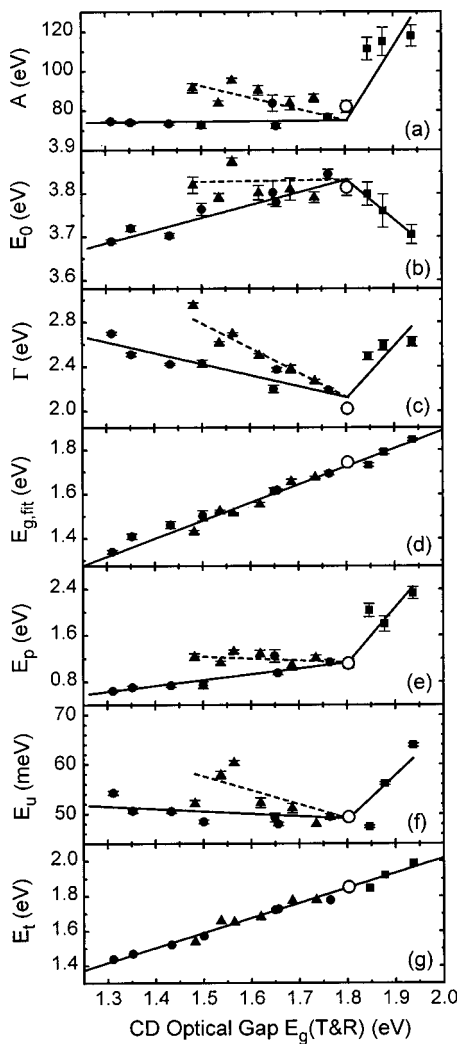 A (eV)
120
100
80
3.9
(a)
E0 (eV)
3.8
3.7
3.6
(b)
Γ (eV)
2.8
2.4
2.0
(c)
Eg,fit (eV)
1.8
1.6
1.4
(d)
Ep (eV)
2.4
1.2
0.8
(e)
Eu (meV)
70
60
50
(f)
Et (eV)
2.0
1.8
1.6
1.4
(g)
1.3 1.4 1.5 1.6 1.7 1.8 1.9 2.0
CD Optical Gap Eg(T&R) (eV)